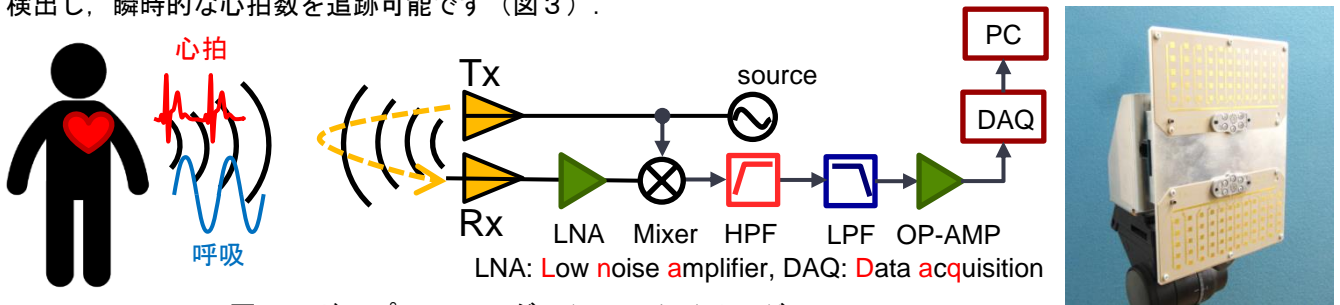 検出し，瞬時的な心拍数を追跡可能です（図３）．
心拍
呼吸
Tx
Rx
source
PC
DAQ
LNA
Mixer
HPF
LPF
OP-AMP
LNA: Low noise amplifier, DAQ: Data acquisition